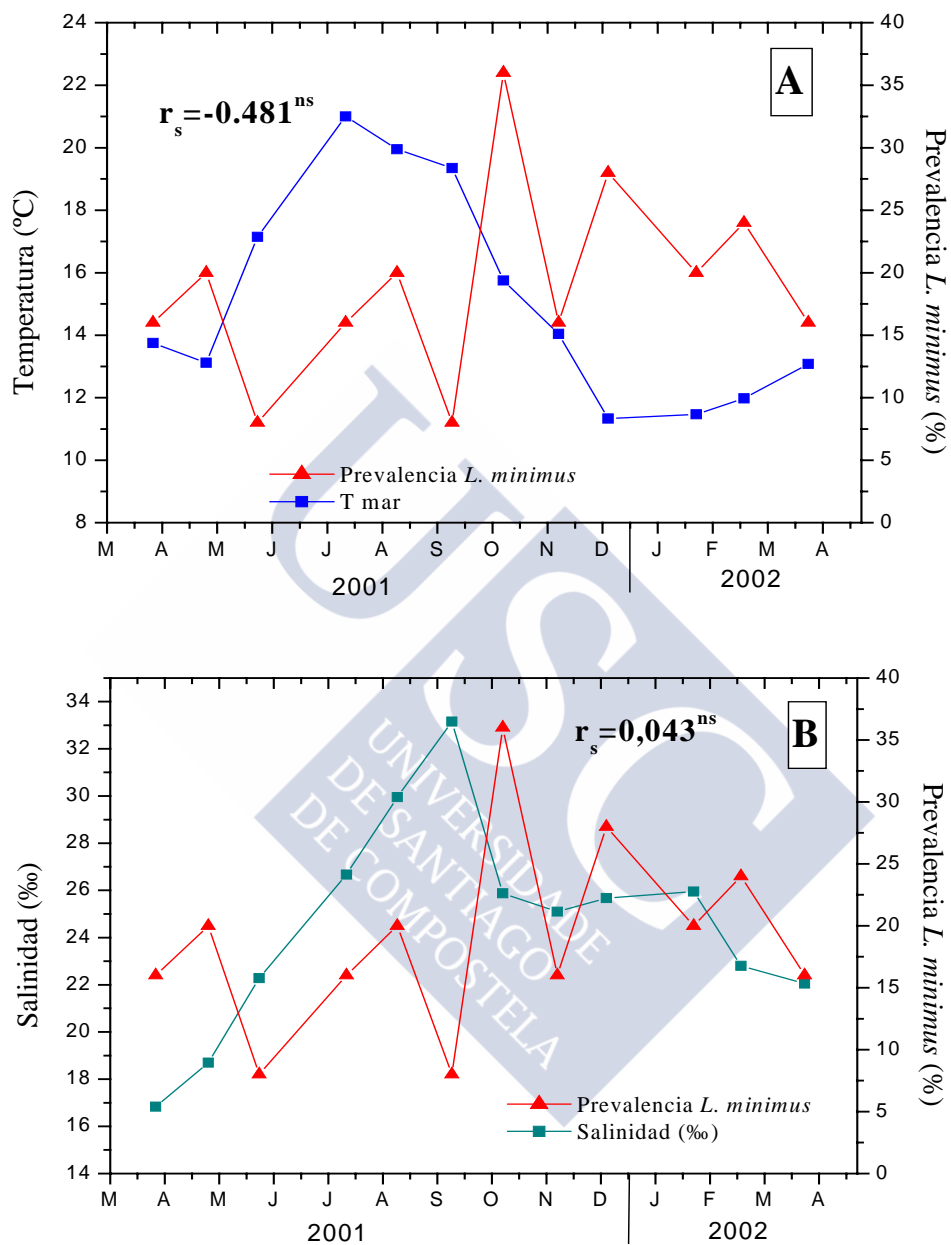 24
22
20
18
16
14
12
10
8
Temperatura (ºC)
r_s=-0.481^ns
A
40
35
30
25
20
15
10
5
0
Prevalencia L. minimus (%)
Prevalencia L. minimus
T mar
M A M J J A S O N D J F M A
2001 2002
34
32
30
28
26
24
22
20
18
16
14
Salinidad (‰)
r_s=0,043^ns
B
40
35
30
25
20
15
10
5
0
Prevalencia L. minimus (%)
Prevalencia L. minimus
Salinidad (‰)
M A M J J A S O N D J F M A
2001 2002
USC
UNIVERSIDADE
DE SANTIAGO
DE COMPOSTELA